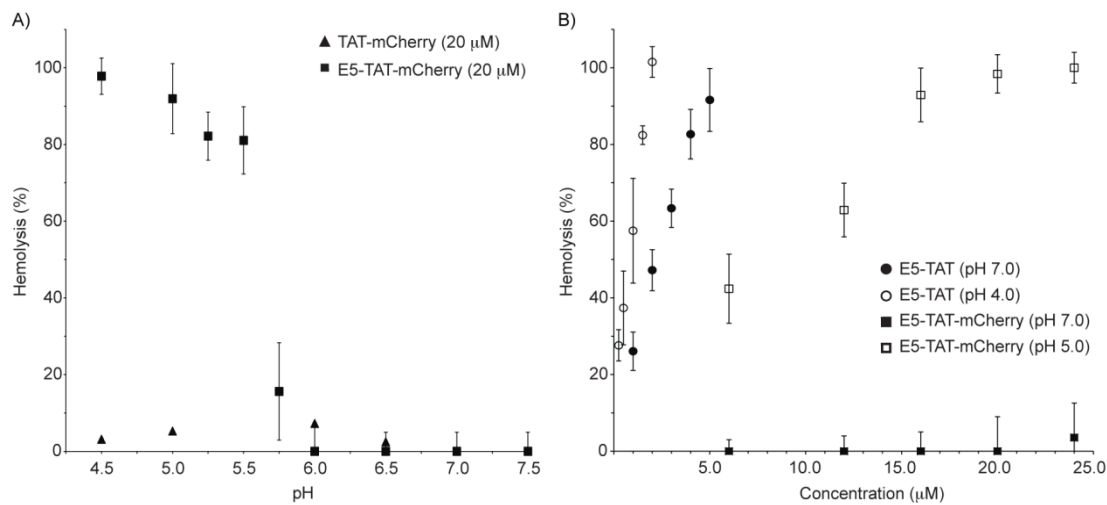 A)
TAT-mCherry (20 μM)
E5-TAT-mCherry (20 μM)
100
80
60
40
20
0
Hemolysis (%)
4.5 5.0 5.5 6.0 6.5 7.0 7.5
pH
B)
100
80
60
40
20
0
Hemolysis (%)
E5-TAT (pH 7.0)
E5-TAT (pH 4.0)
E5-TAT-mCherry (pH 7.0)
E5-TAT-mCherry (pH 5.0)
5.0 10.0 15.0 20.0 25.0
Concentration (μM)